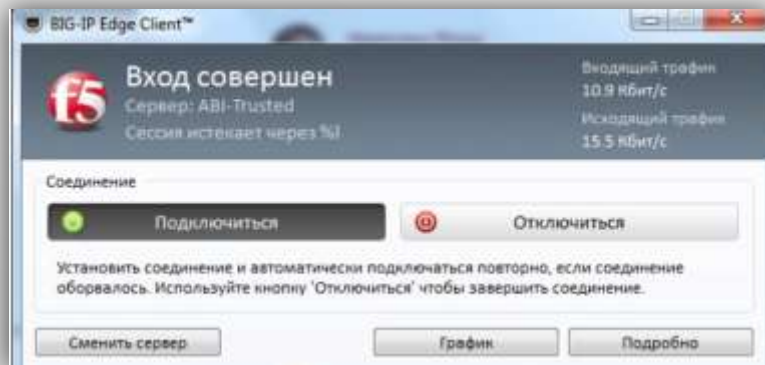 BIG-IP Edge Client™
f5
Вход совершен
Сервер: ABI-Trusted
Сессия истекает через %l
Входящий трафик
10.9 Кбит/с
Исходящий трафик
15.5 Кбит/с
Соединение
Подключиться
Отключиться
Установить соединение и автоматически подключаться повторно, если соединение
оборвалось. Используйте кнопку 'Отключиться' чтобы завершить соединение.
Сменить сервер
График
Подробно